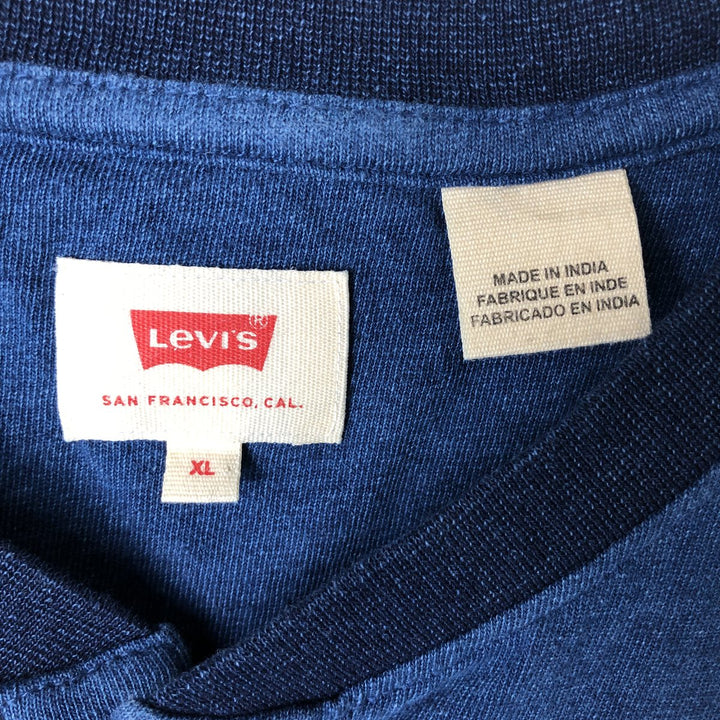 Levi's®
SAN FRANCISCO, CAL.
XL
MADE IN INDIA
FABRIQUE EN INDE
FABRICADO EN INDIA